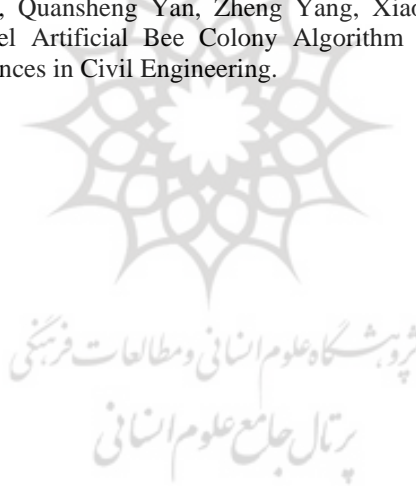 , Quansheng Yan, Zheng Yang, Xiao
el Artificial Bee Colony Algorithm
nces in Civil Engineering.
پژوهشگاه علوم انسانی و مطالعات فرهنگی
پرتال جامع علوم انسانی